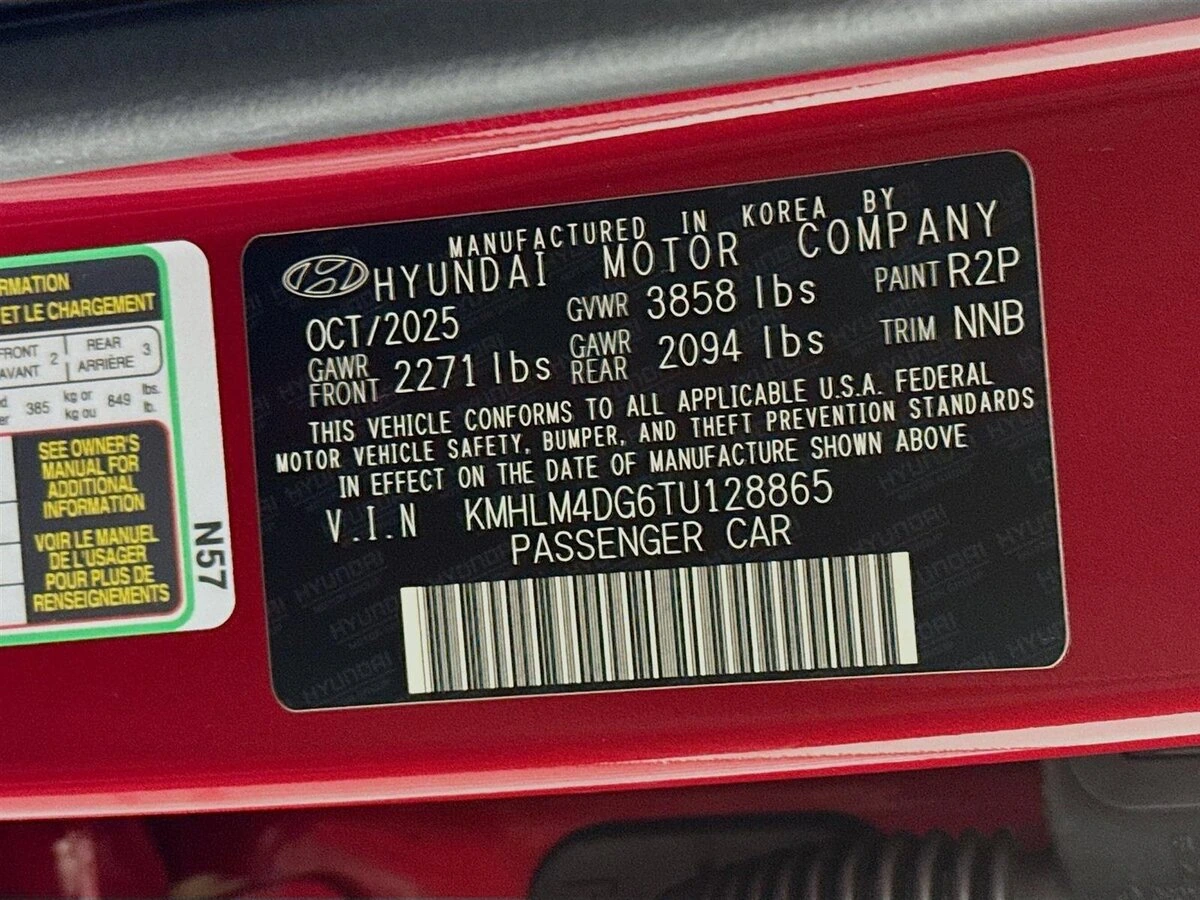 RMATION
ET LE CHARGEMENT
FRONT 2 REAR 3
AVANT ARRIÈRE
385 kg or 849 lbs.
kg ou lb.
SEE OWNER'S
MANUAL FOR
ADDITIONAL
INFORMATION
VOIR LE MANUEL
DE L'USAGER
POUR PLUS DE
RENSEIGNEMENTS
N57
MANUFACTURED IN KOREA BY
HYUNDAI MOTOR COMPANY
OCT/2025 GVWR 3858 lbs PAINT R2P
GAWR FRONT 2271 lbs GAWR REAR 2094 lbs TRIM NNB
THIS VEHICLE CONFORMS TO ALL APPLICABLE U.S.A. FEDERAL
MOTOR VEHICLE SAFETY, BUMPER, AND THEFT PREVENTION STANDARDS
IN EFFECT ON THE DATE OF MANUFACTURE SHOWN ABOVE
V.I.N KMHLM4DG6TU128865
PASSENGER CAR